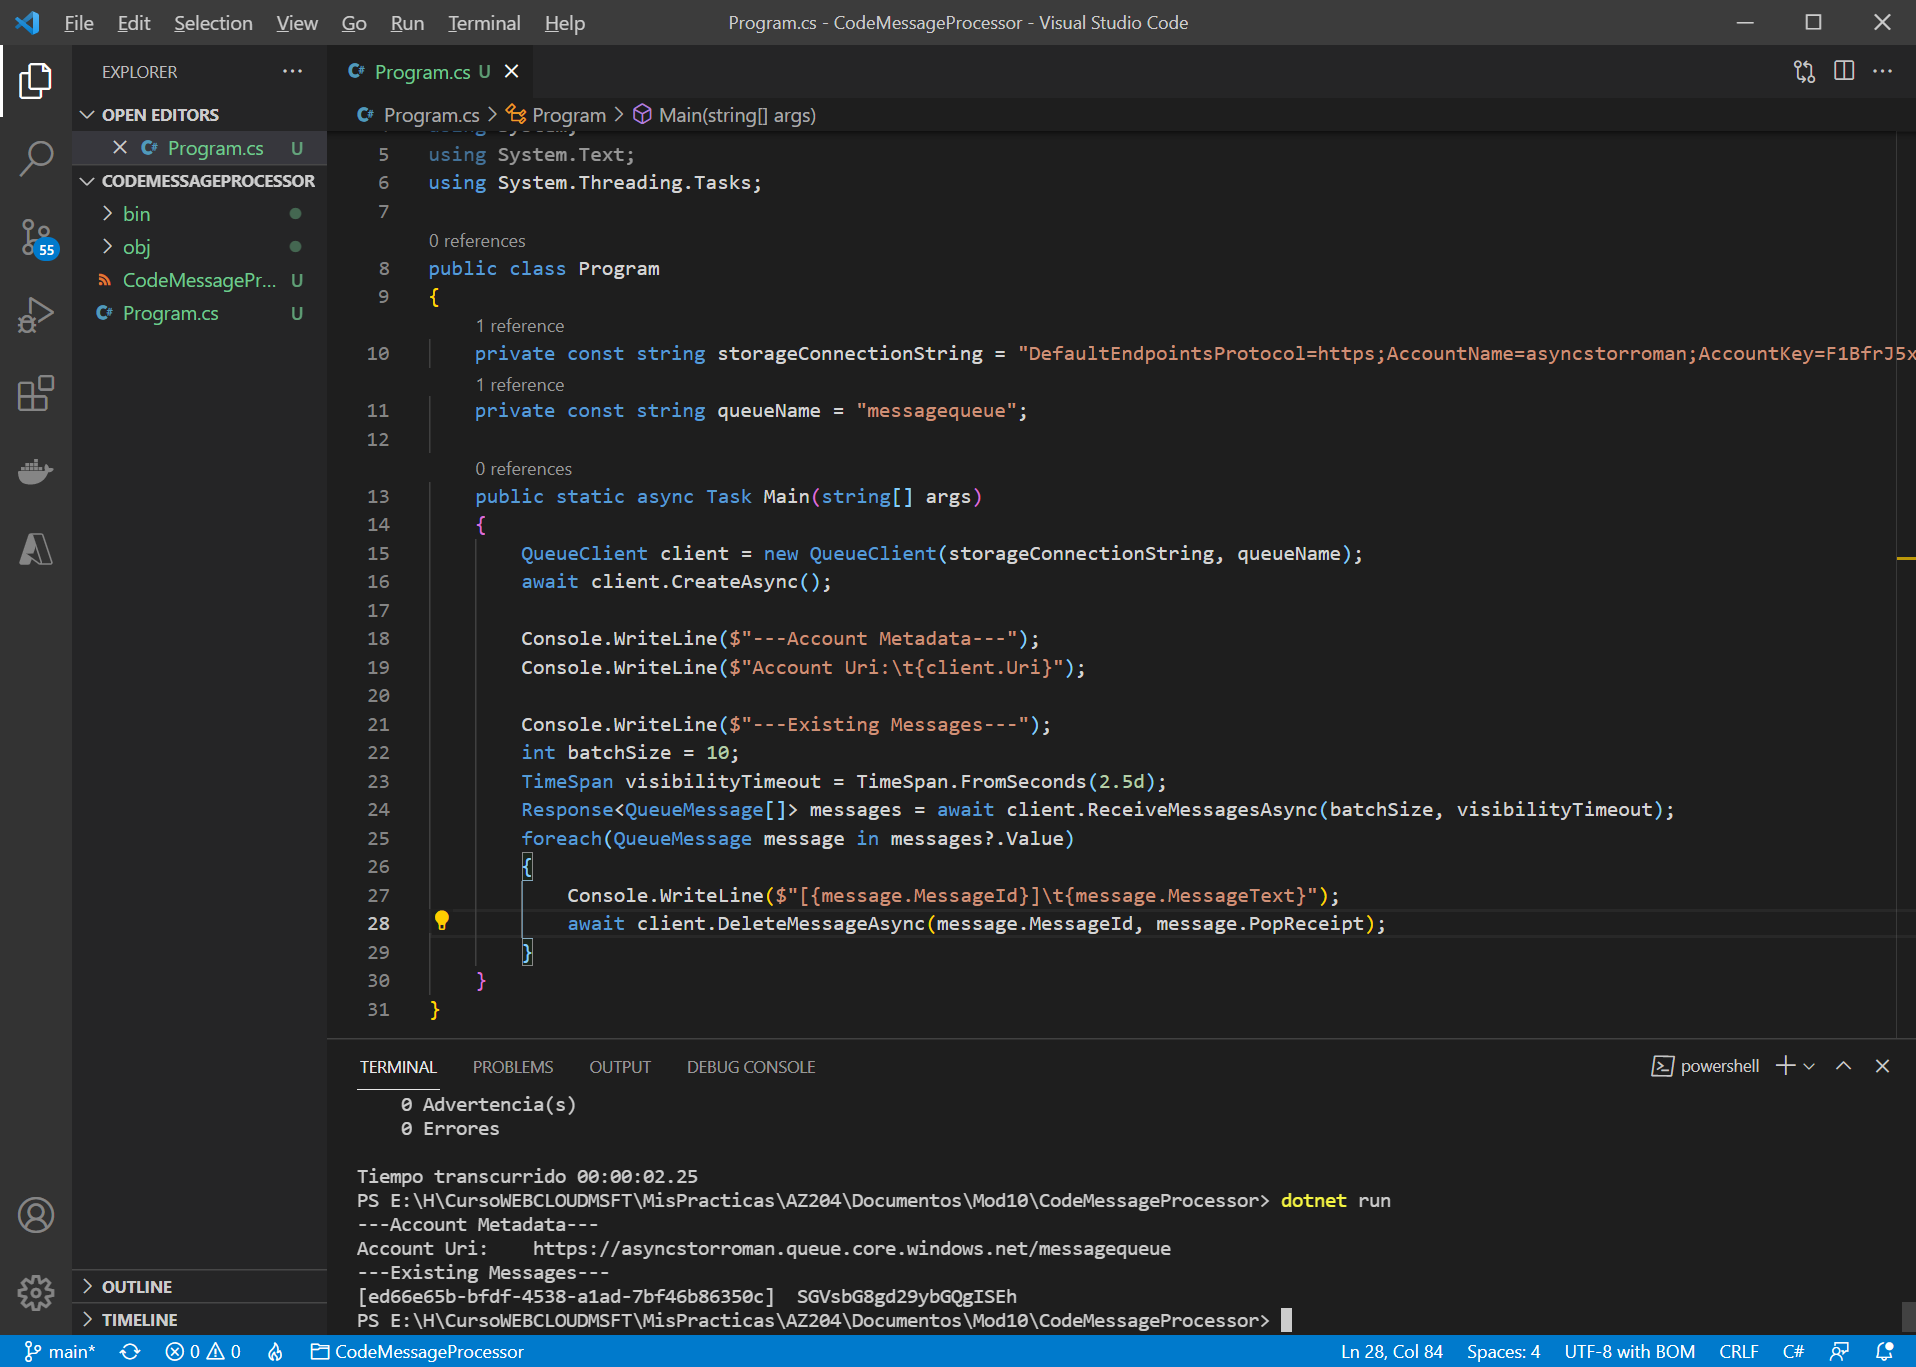 File Edit Selection View Go Run Terminal Help Program.cs - CodeMessageProcessor - Visual Studio Code
EXPLORER
OPEN EDITORS
Program.cs U
CODEMESSAGEPROCESSOR
bin
obj
CodeMessagePr... U
Program.cs U
55
OUTLINE
TIMELINE
Program.cs U
Program.cs > Program > Main(string[] args)
5 using System.Text;
6 using System.Threading.Tasks;
7
0 references
8 public class Program
9 {
1 reference
10 private const string storageConnectionString = "DefaultEndpointsProtocol=https;AccountName=asyncstorroman;AccountKey=F1BfrJ5x
1 reference
11 private const string queueName = "messagequeue";
12
0 references
13 public static async Task Main(string[] args)
14 {
15 QueueClient client = new QueueClient(storageConnectionString, queueName);
16 await client.CreateAsync();
17
18 Console.WriteLine($"---Account Metadata---");
19 Console.WriteLine($"Account Uri:\t{client.Uri}");
20
21 Console.WriteLine($"---Existing Messages---");
22 int batchSize = 10;
23 TimeSpan visibilityTimeout = TimeSpan.FromSeconds(2.5d);
24 Response<QueueMessage[]> messages = await client.ReceiveMessagesAsync(batchSize, visibilityTimeout);
25 foreach(QueueMessage message in messages?.Value)
26 {
27 Console.WriteLine($"[{message.MessageId}]\t{message.MessageText}");
28 await client.DeleteMessageAsync(message.MessageId, message.PopReceipt);
29 }
30 }
31 }
TERMINAL PROBLEMS OUTPUT DEBUG CONSOLE powershell
0 Advertencia(s)
0 Errores
Tiempo transcurrido 00:00:02.25
PS E:\H\CursoWEBCLOUDMSFT\MisPracticas\AZ204\Documentos\Mod10\CodeMessageProcessor> dotnet run
---Account Metadata---
Account Uri: https://asyncstorroman.queue.core.windows.net/messagequeue
---Existing Messages---
[ed66e65b-bfdf-4538-a1ad-7bf46b86350c] SGVsbG8gd29ybGQgISEh
PS E:\H\CursoWEBCLOUDMSFT\MisPracticas\AZ204\Documentos\Mod10\CodeMessageProcessor>
main* 0 0 CodeMessageProcessor Ln 28, Col 84 Spaces: 4 UTF-8 with BOM CRLF C#